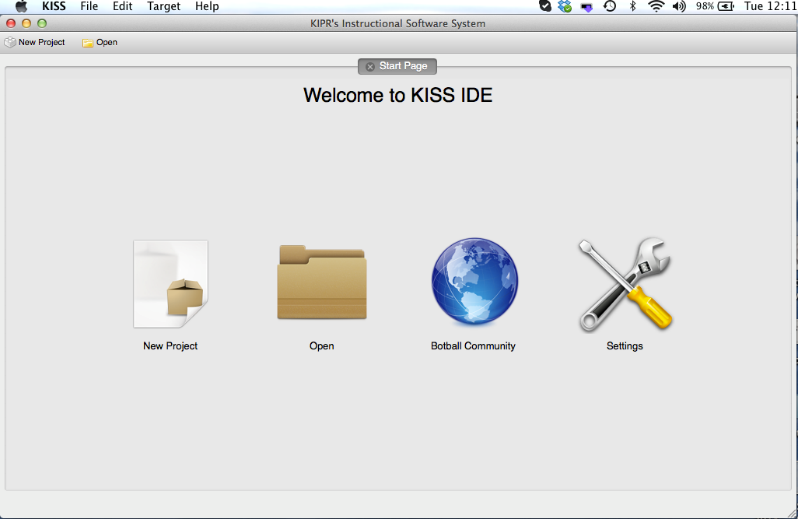 KISS File Edit Target Help 98% Tue 12:11
KIPR's Instructional Software System
New Project Open
Start Page
Welcome to KISS IDE
New Project Open Botball Community Settings